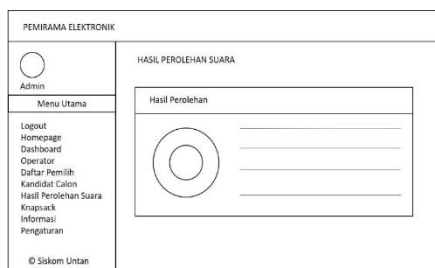 PEMIRAMA ELEKTRONIK
Admin
Menu Utama
Logout
Homepage
Dashboard
Operator
Daftar Pemilih
Kandidat Calon
Hasil Perolehan Suara
Knapsack
Informasi
Pengaturan
© Siskom Untan
HASIL PEROLEHAN SUARA
Hasil Perolehan